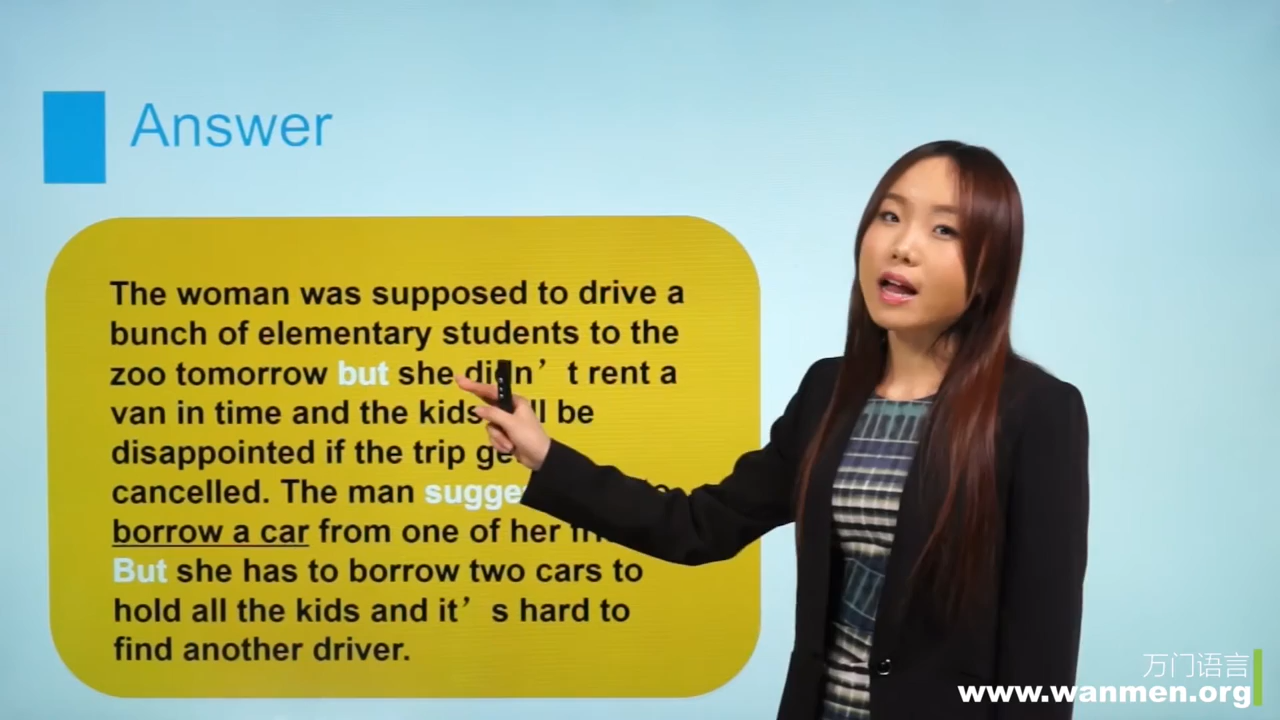 Answer
The woman was supposed to drive a
bunch of elementary students to the
zoo tomorrow but she didn’t rent a
van in time and the kids be
disappointed if the trip
cancelled. The man
borrow a car from one of her
But she has to borrow two cars to
hold all the kids and it’s hard to
find another driver.
万门语言
www.wanmen.org